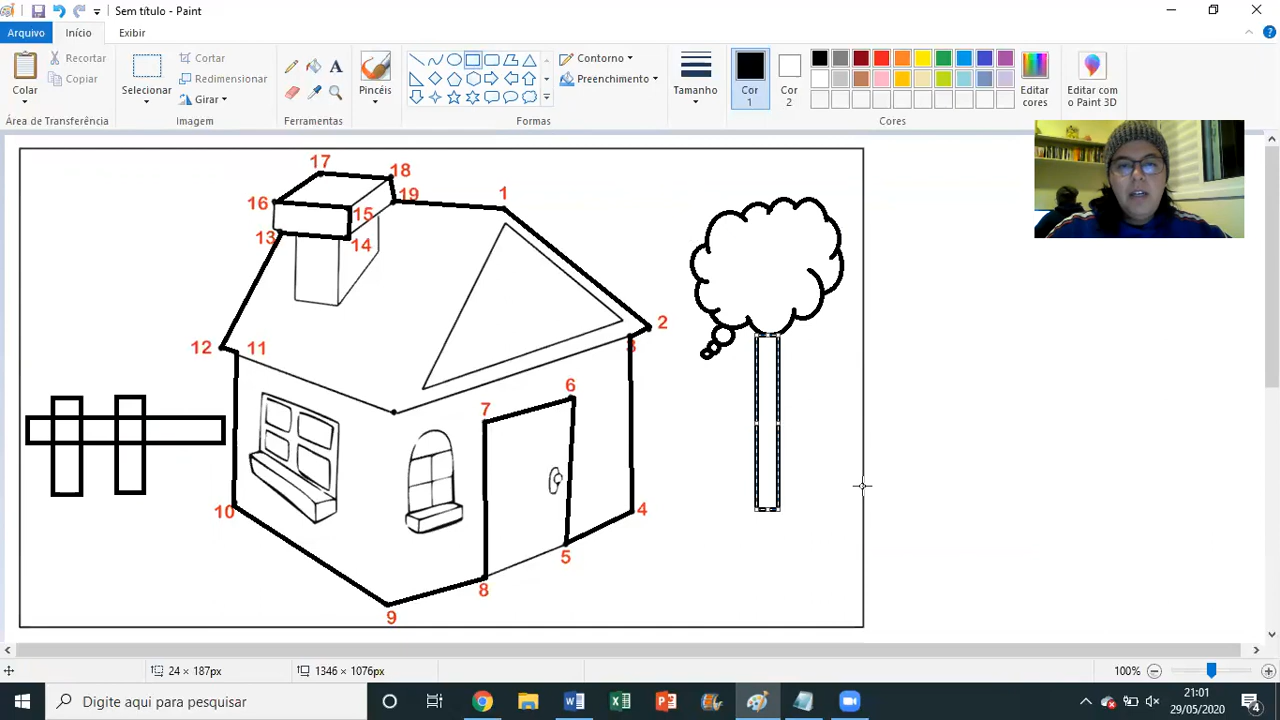 Sem título - Paint
Arquivo Início Exibir
Colar
Recortar
Copiar
Área de Transferência
Selecionar
Cortar
Redimensionar
Girar
Imagem
A
Ferramentas
Pincéis
Contorno
Preenchimento
Formas
Tamanho
Cor
1
Cor
2
Editar
cores
Cores
Editar com
o Paint 3D
17
18
16
19
1
15
13
14
2
12
11
3
6
7
10
4
5
8
9
24 × 187px
1346 × 1076px
100%
Digite aqui para pesquisar
21:01
29/05/2020
4